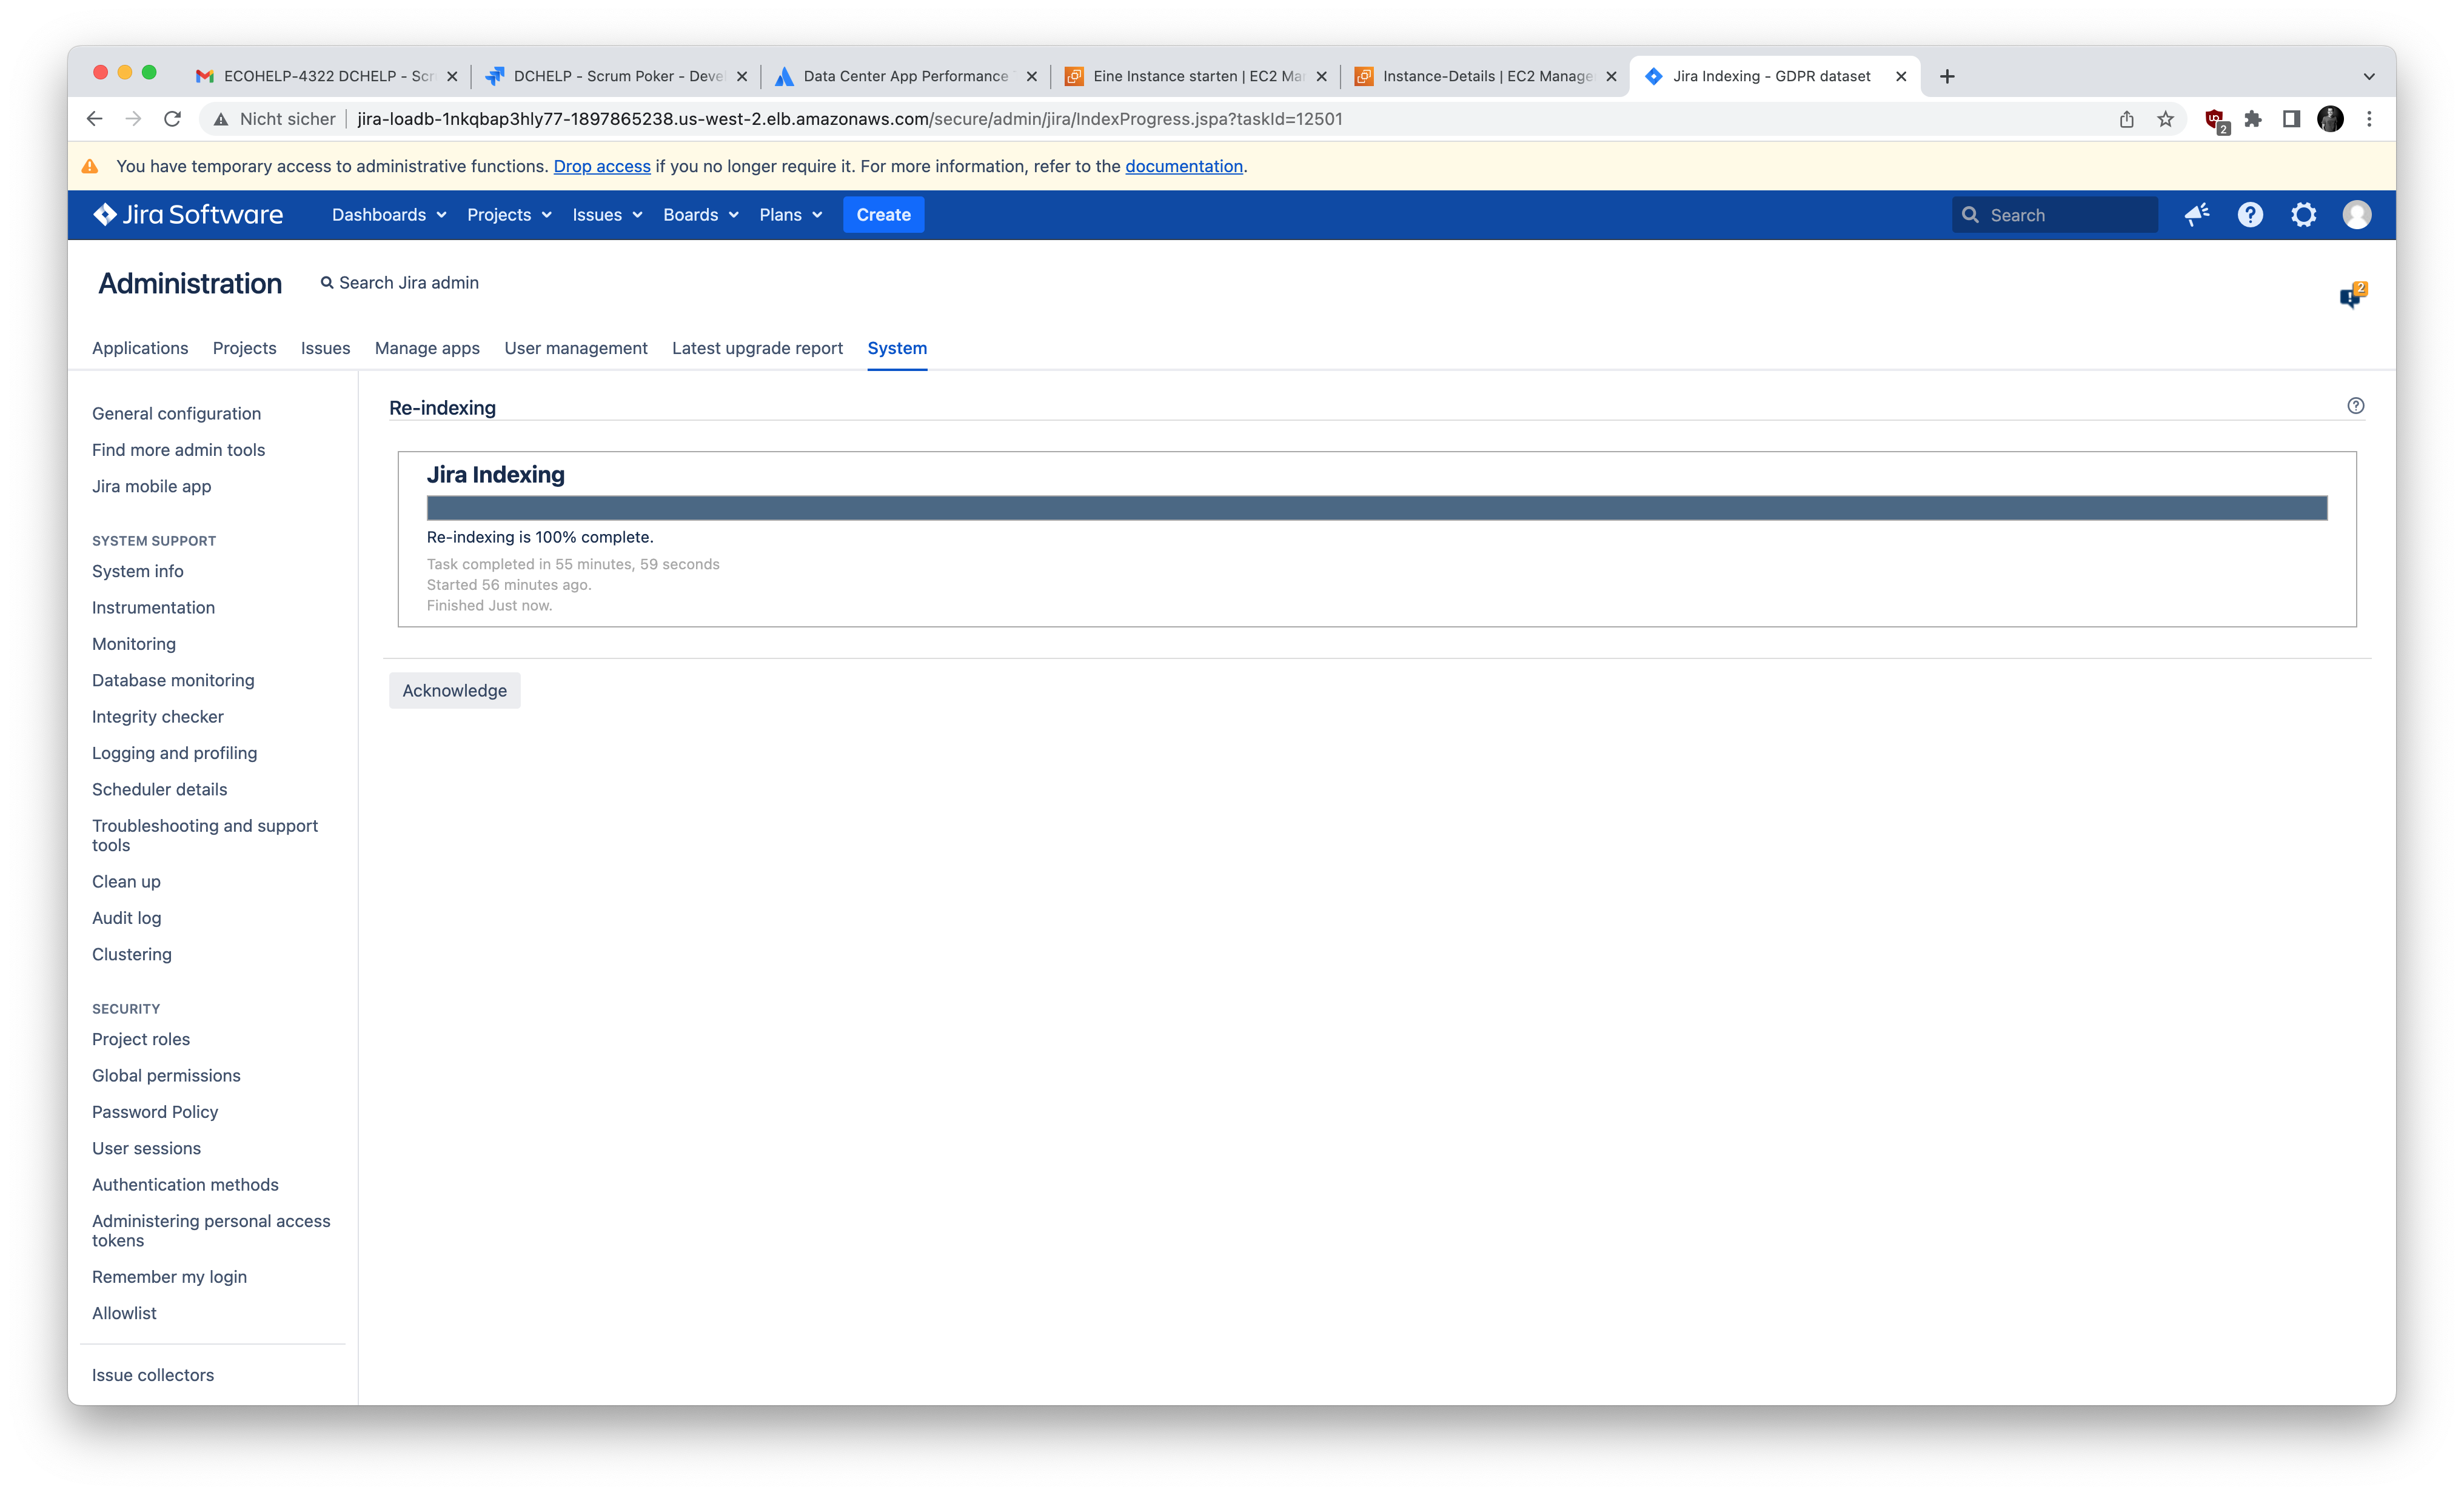 ECOHELP-4322 DCHELP - Scr
DCHELP - Scrum Poker - Devel
Data Center App Performance
Eine Instance starten | EC2 Ma
Instance-Details | EC2 Manage
Jira Indexing - GDPR dataset
Nicht sicher
jira-loadb-1nkqbap3hly77-1897865238.us-west-2.elb.amazonaws.com/secure/admin/jira/IndexProgress.jspa?taskId=12501
2
You have temporary access to administrative functions. Drop access if you no longer require it. For more information, refer to the documentation.
Jira Software
Dashboards
Projects
Issues
Boards
Plans
Create
Search
Administration
Search Jira admin
2
Applications
Projects
Issues
Manage apps
User management
Latest upgrade report
System
General configuration
Find more admin tools
Jira mobile app
SYSTEM SUPPORT
System info
Instrumentation
Monitoring
Database monitoring
Integrity checker
Logging and profiling
Scheduler details
Troubleshooting and support
tools
Clean up
Audit log
Clustering
SECURITY
Project roles
Global permissions
Password Policy
User sessions
Authentication methods
Administering personal access
tokens
Remember my login
Allowlist
Issue collectors
Re-indexing
Jira Indexing
Re-indexing is 100% complete.
Task completed in 55 minutes, 59 seconds
Started 56 minutes ago.
Finished Just now.
Acknowledge